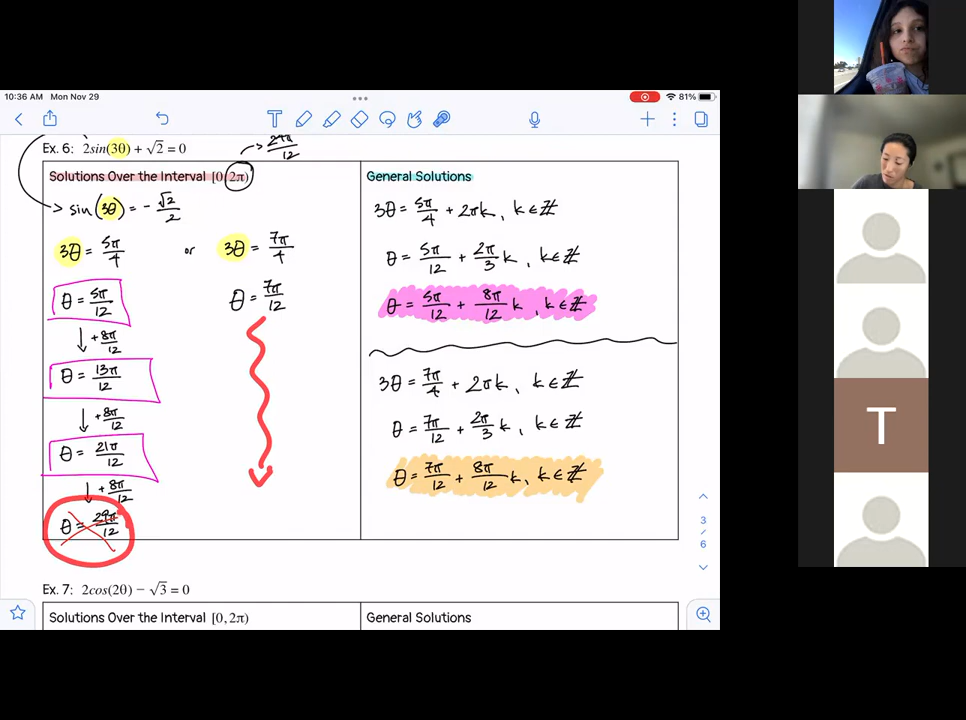 10:36 AM Mon Nov 29
81%
T
Ex. 6: 2sin(3θ) + √2 = 0
-> 24π/12
Solutions Over the Interval [0, 2π)
General Solutions
-> sin(3θ) = -√2/2
3θ = 5π/4 or 3θ = 7π/4
θ = 5π/12
θ = 7π/12
↓ +8π/12
θ = 13π/12
↓ +8π/12
θ = 21π/12
↓ +8π/12
θ = 29π/12
3θ = 5π/4 + 2πk, k ∈ ℤ
θ = 5π/12 + 2π/3 k, k ∈ ℤ
θ = 5π/12 + 8π/12 k, k ∈ ℤ
3θ = 7π/4 + 2πk, k ∈ ℤ
θ = 7π/12 + 2π/3 k, k ∈ ℤ
θ = 7π/12 + 8π/12 k, k ∈ ℤ
3
/
6
Ex. 7: 2cos(2θ) − √3 = 0
Solutions Over the Interval [0, 2π)
General Solutions
T